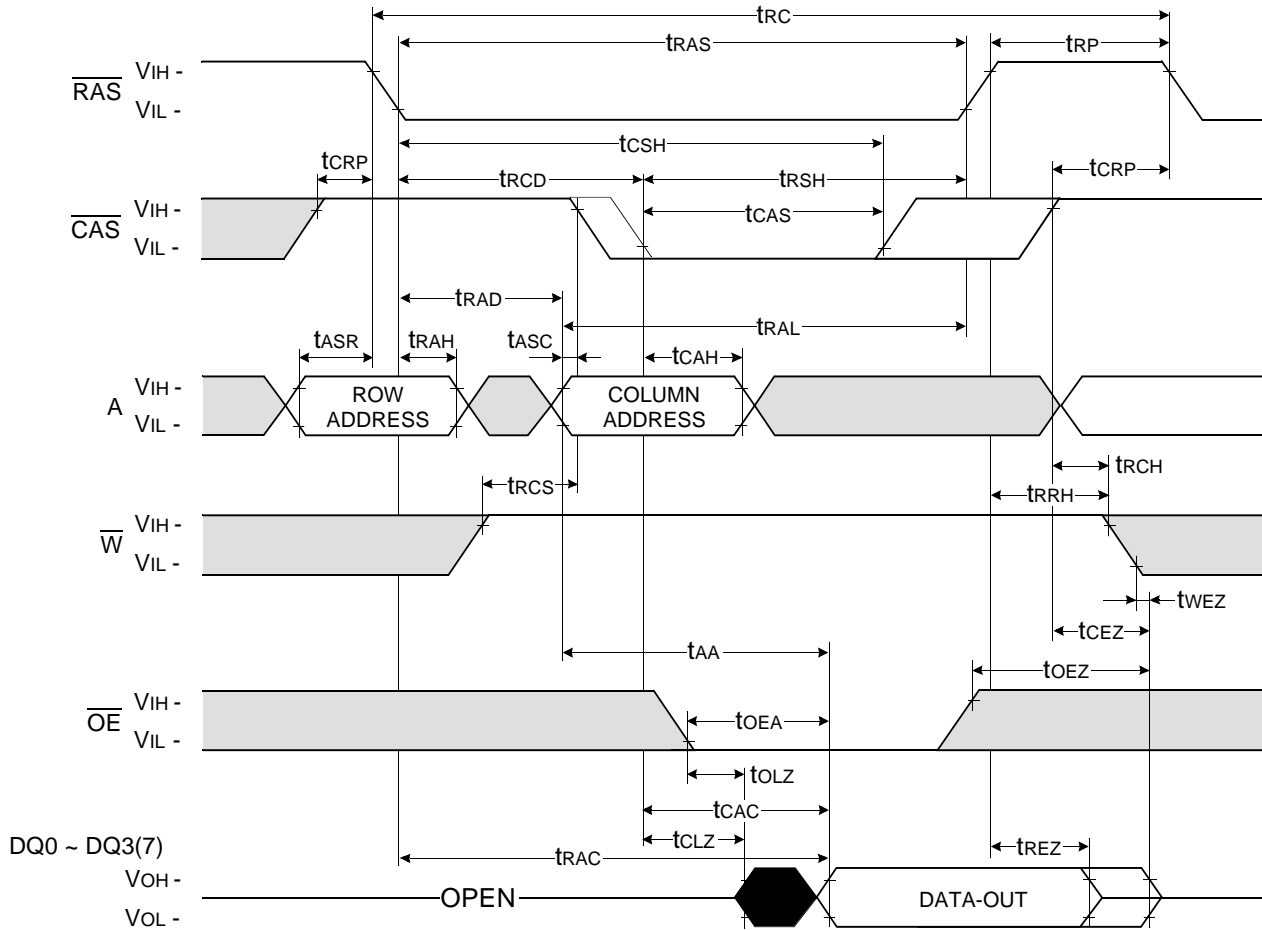 tRC
tRAS
tRP
RAS
VIH -
VIL -
tCSH
tCRP
tRCD
tRSH
tCRP
CAS
VIH -
VIL -
tCAS
tRAD
tRAL
tASR
tRAH
tASC
tCAH
A
VIH -
VIL -
ROW
ADDRESS
COLUMN
ADDRESS
tRCH
tRCS
tRRH
W
VIH -
VIL -
tWEZ
tCEZ
tAA
tOEZ
OE
VIH -
VIL -
tOEA
tOLZ
tCAC
DQ0 ~ DQ3(7)
tCLZ
tREZ
tRAC
VOH -
VOL -
OPEN
DATA-OUT